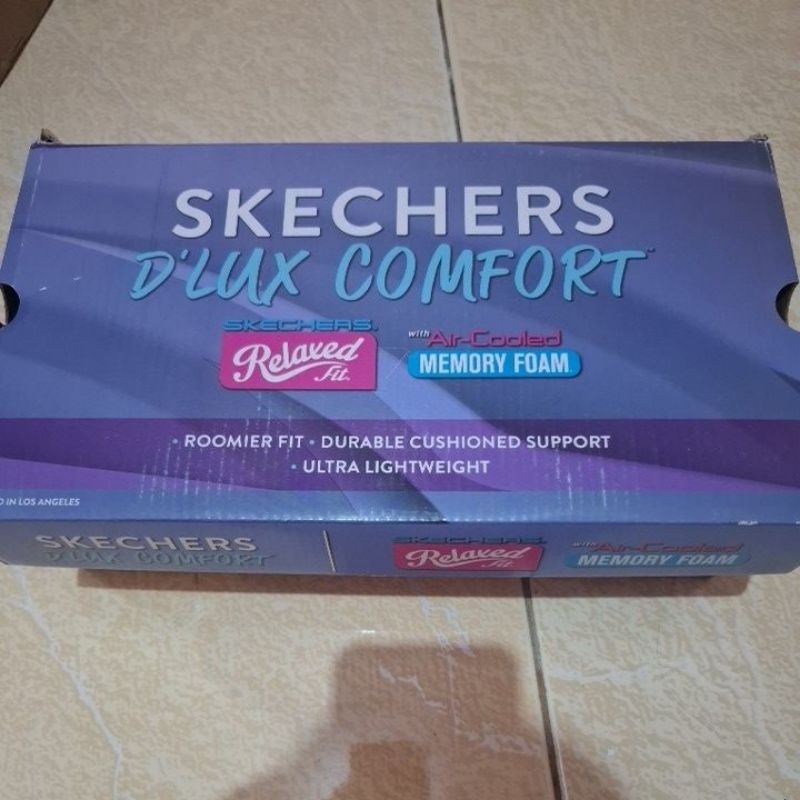 SKECHERS
D'LUX COMFORT™
SKECHERS®
Relaxed
Fit®
with Air-Cooled
MEMORY FOAM
• ROOMIER FIT • DURABLE CUSHIONED SUPPORT
• ULTRA LIGHTWEIGHT
IN LOS ANGELES
SKECHERS
D'LUX COMFORT
SKECHERS
Relaxed
Fit
with Air-Cooled
MEMORY FOAM